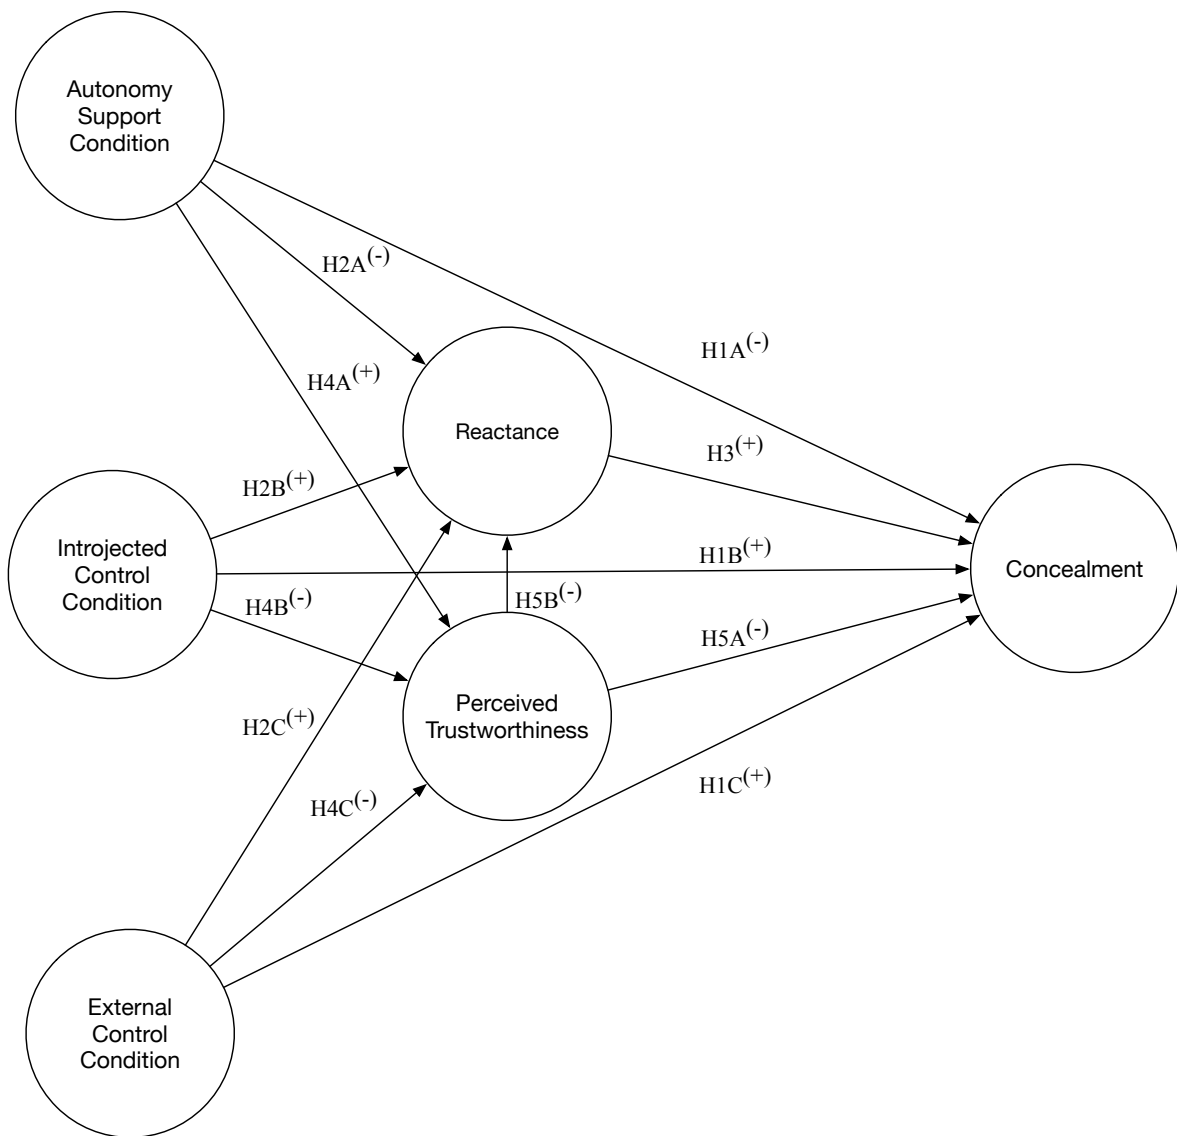 Autonomy
Support
Condition
H2A(-)
H1A(-)
H4A(+)
Reactance
H3(+)
H2B(+)
Introjected
Control
Condition
H1B(+)
Concealment
H4B(-)
H5B(-)
H5A(-)
Perceived
Trustworthiness
H2C(+)
H1C(+)
H4C(-)
External
Control
Condition